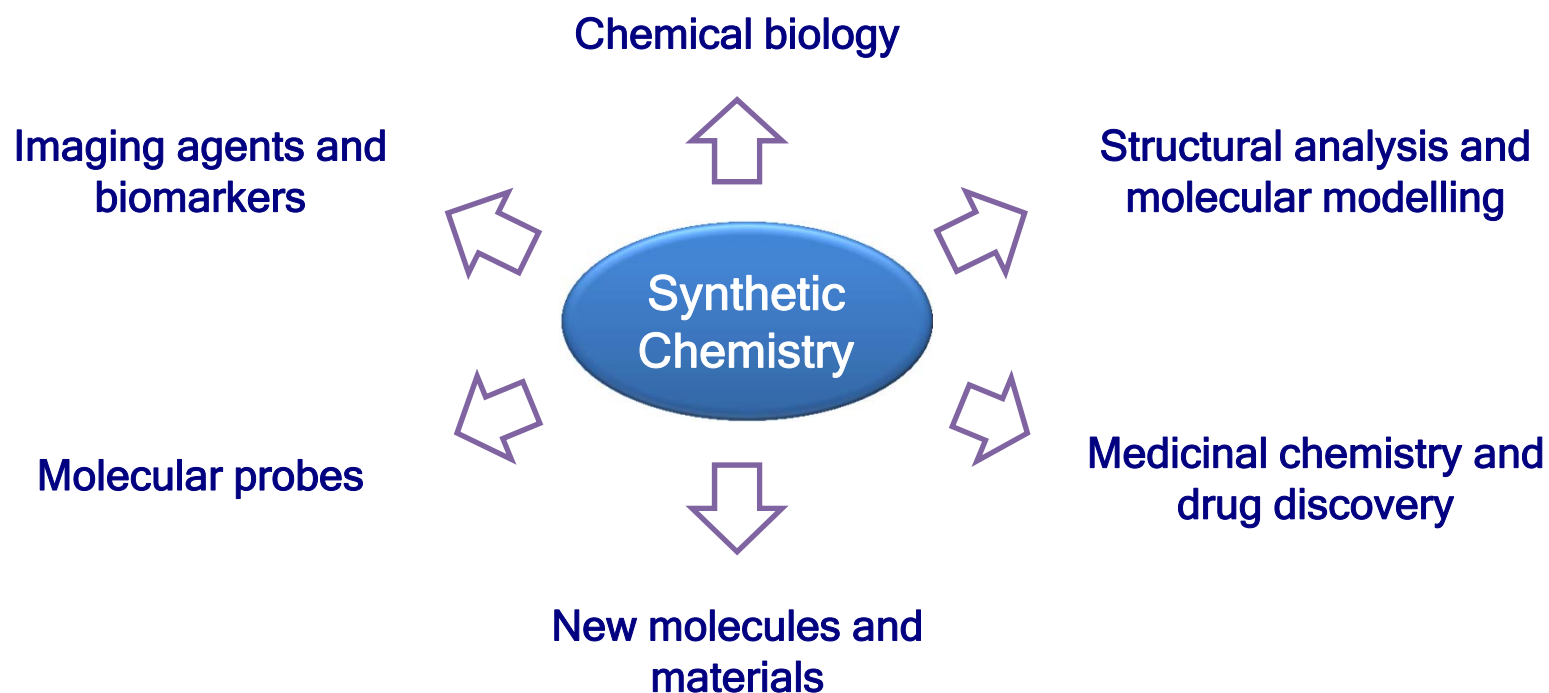 Chemical biology
Imaging agents and
biomarkers
Structural analysis and
molecular modelling
Synthetic
Chemistry
Molecular probes
Medicinal chemistry and
drug discovery
New molecules and
materials